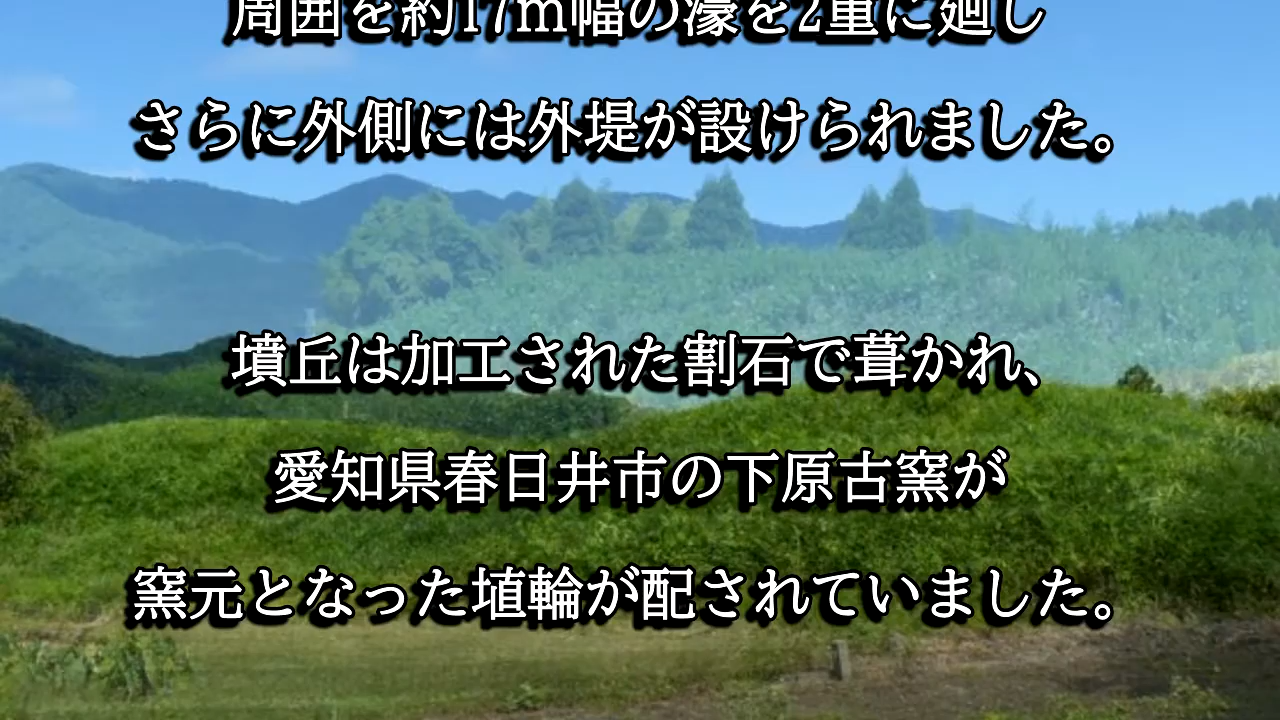 周囲を約17m幅の濠を2重に廻し
さらに外側には外堤が設けられました。
墳丘は加工された割石で葺かれ、
愛知県春日井市の下原古窯が
窯元となった埴輪が配されていました。